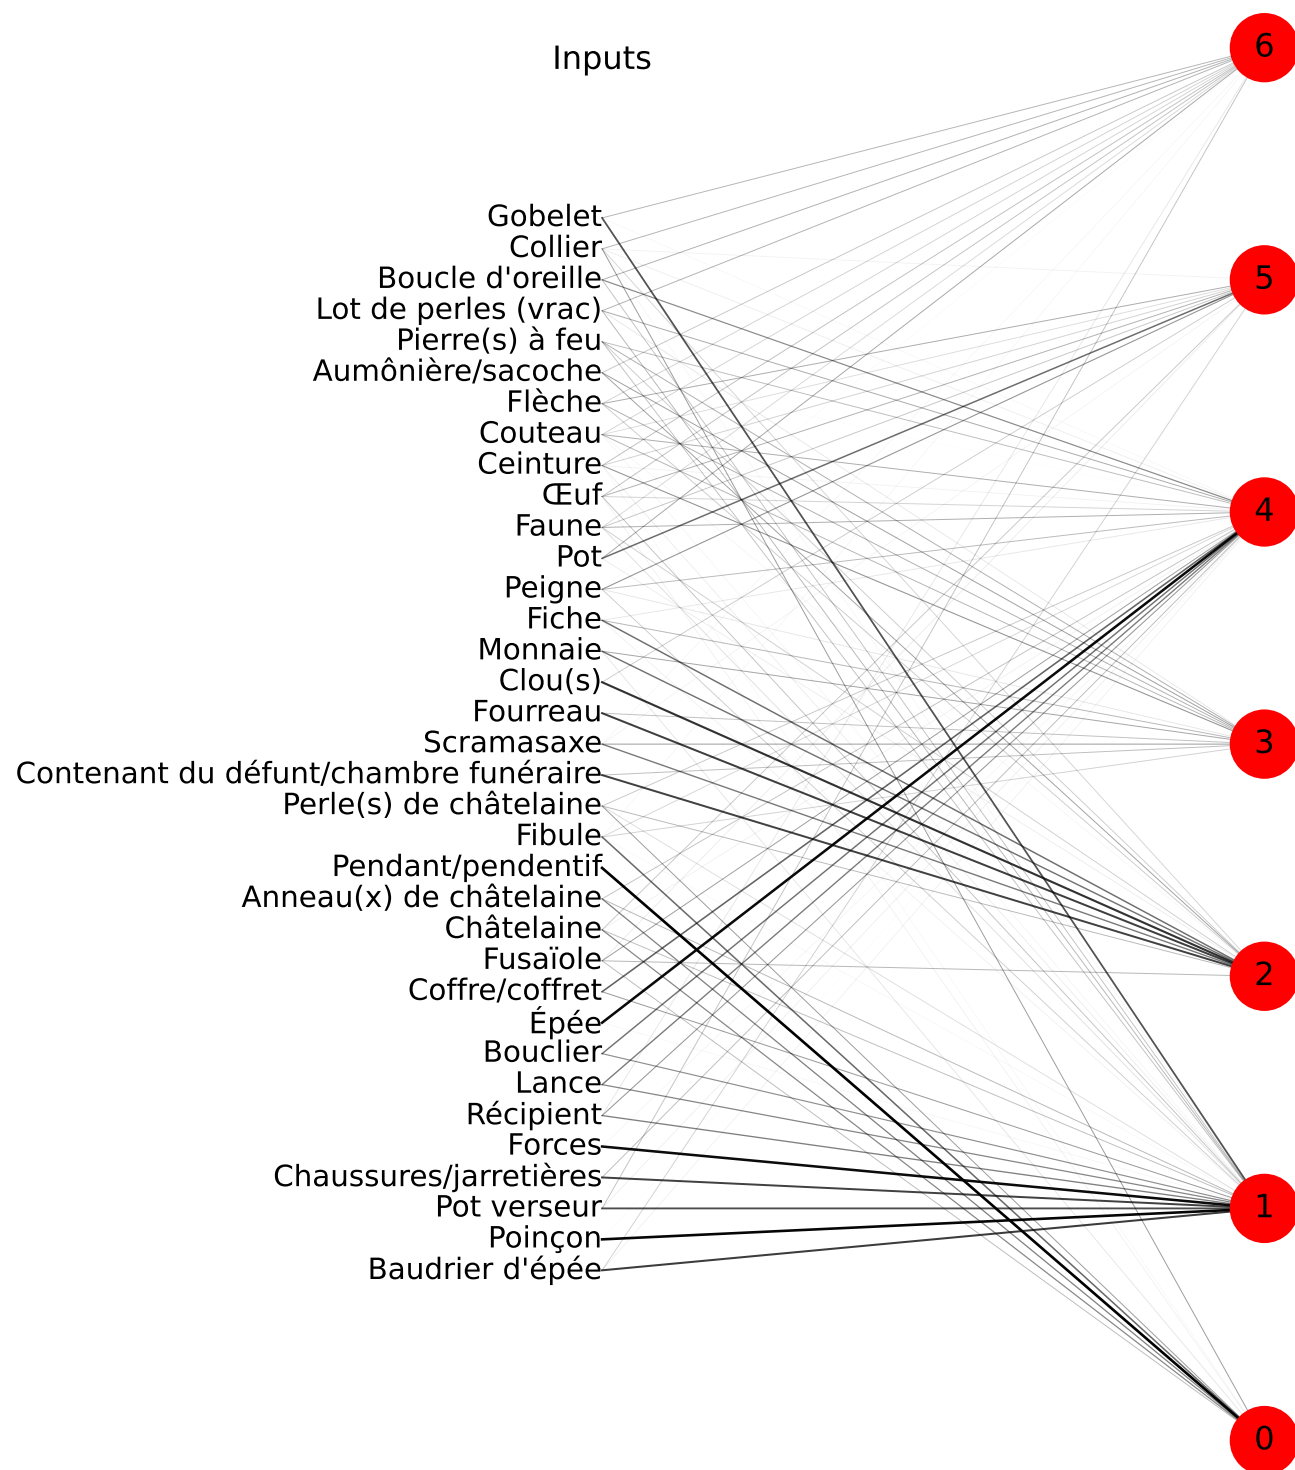 Inputs
Gobelet
Collier
Boucle d'oreille
Lot de perles (vrac)
Pierre(s) à feu
Aumônière/sacoche
Flèche
Couteau
Ceinture
Œuf
Faune
Pot
Peigne
Fiche
Monnaie
Clou(s)
Fourreau
Scramasaxe
Contenant du défunt/chambre funéraire
Perle(s) de châtelaine
Fibule
Pendant/pendentif
Anneau(x) de châtelaine
Châtelaine
Fusaïole
Coffre/coffret
Épée
Bouclier
Lance
Récipient
Forces
Chaussures/jarretières
Pot verseur
Poinçon
Baudrier d'épée
6
5
4
3
2
1
0